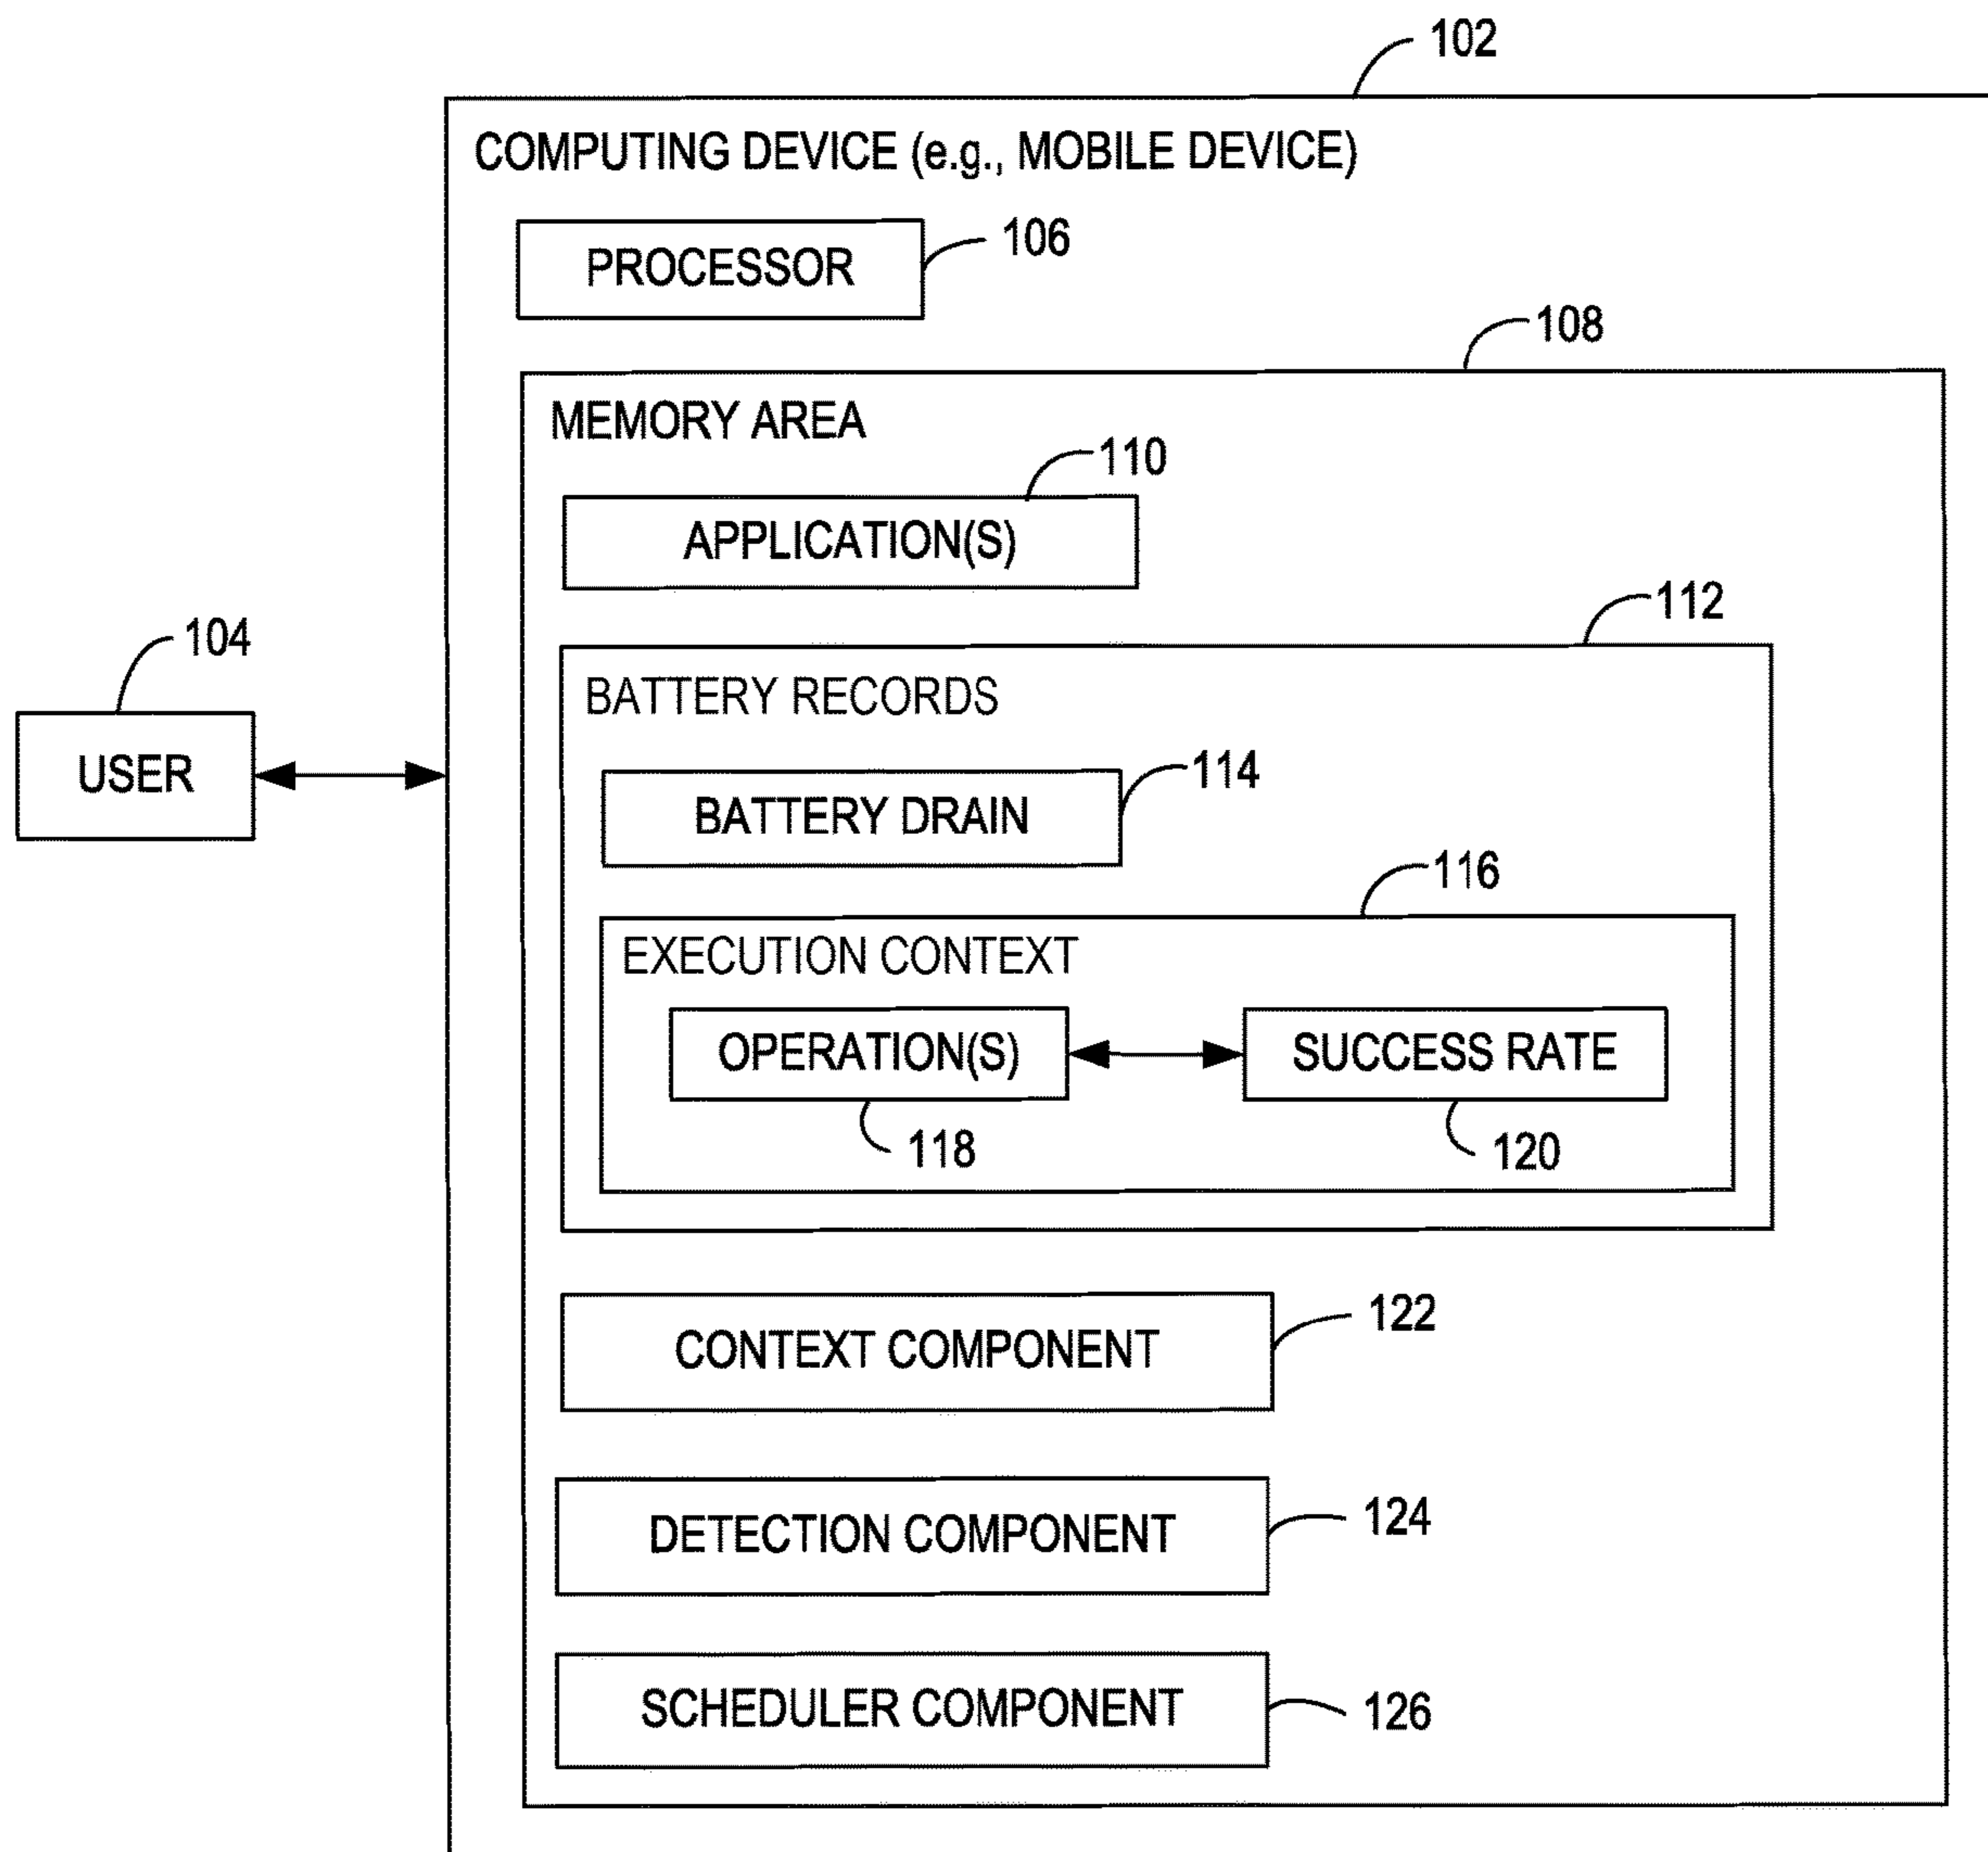 102
COMPUTING DEVICE (e.g., MOBILE DEVICE)
PROCESSOR
106
108
MEMORY AREA
110
APPLICATION(S)
112
104
BATTERY RECORDS
USER
BATTERY DRAIN
114
116
EXECUTION CONTEXT
OPERATION(S)
SUCCESS RATE
118
120
CONTEXT COMPONENT
122
DETECTION COMPONENT
124
SCHEDULER COMPONENT
126